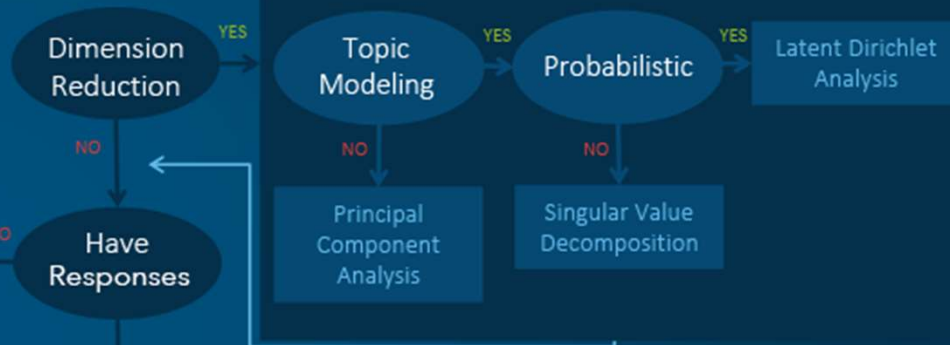 Dimension
Reduction
YES
Topic
Modeling
YES
Probabilistic
YES
Latent Dirichlet
Analysis
NO
NO
NO
Principal
Component
Analysis
Singular Value
Decomposition
Have
Responses